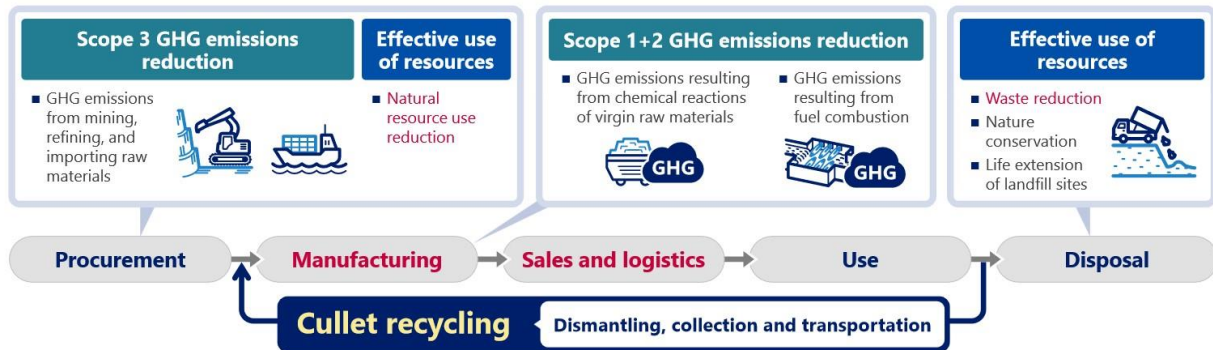 Scope 3 GHG emissions
reduction
■ GHG emissions
from mining,
refining, and
importing raw
materials
Effective use
of resources
■ Natural
resource use
reduction
Scope 1+2 GHG emissions reduction
■ GHG emissions resulting
from chemical reactions
of virgin raw materials
GHG
■ GHG emissions
resulting from
fuel combustion
GHG
Effective use of
resources
■ Waste reduction
■ Nature
conservation
■ Life extension
of landfill sites
Procurement
Manufacturing
Sales and logistics
Use
Disposal
Cullet recycling
Dismantling, collection and transportation